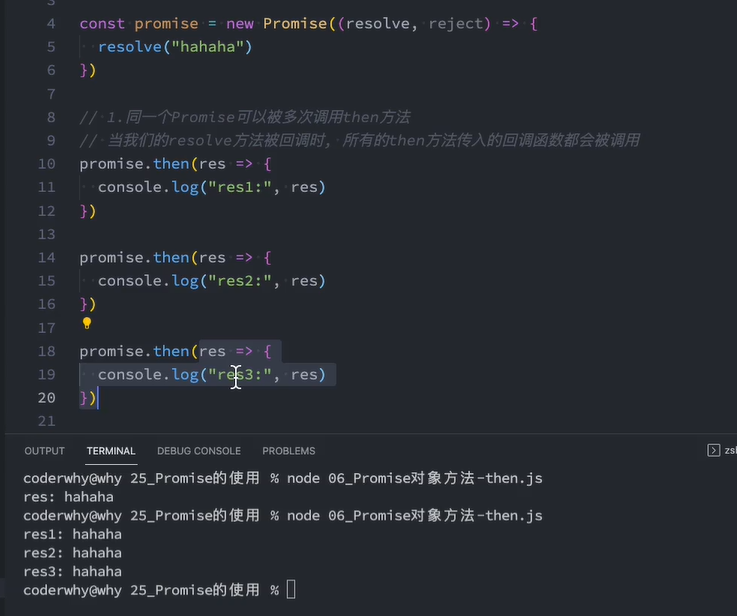 3
4 const promise = new Promise((resolve, reject) => {
5 resolve("hahaha")
6 })
7
8 // 1.同一个Promise可以被多次调用then方法
9 // 当我们的resolve方法被回调时, 所有的then方法传入的回调函数都会被调用
10 promise.then(res => {
11 console.log("res1:", res)
12 })
13
14 promise.then(res => {
15 console.log("res2:", res)
16 })
17
18 promise.then(res => {
19 console.log("res3:", res)
20 })
21
OUTPUT TERMINAL DEBUG CONSOLE PROBLEMS zsh
coderwhy@why 25_Promise的使用 % node 06_Promise对象方法-then.js
res: hahaha
coderwhy@why 25_Promise的使用 % node 06_Promise对象方法-then.js
res1: hahaha
res2: hahaha
res3: hahaha
coderwhy@why 25_Promise的使用 %